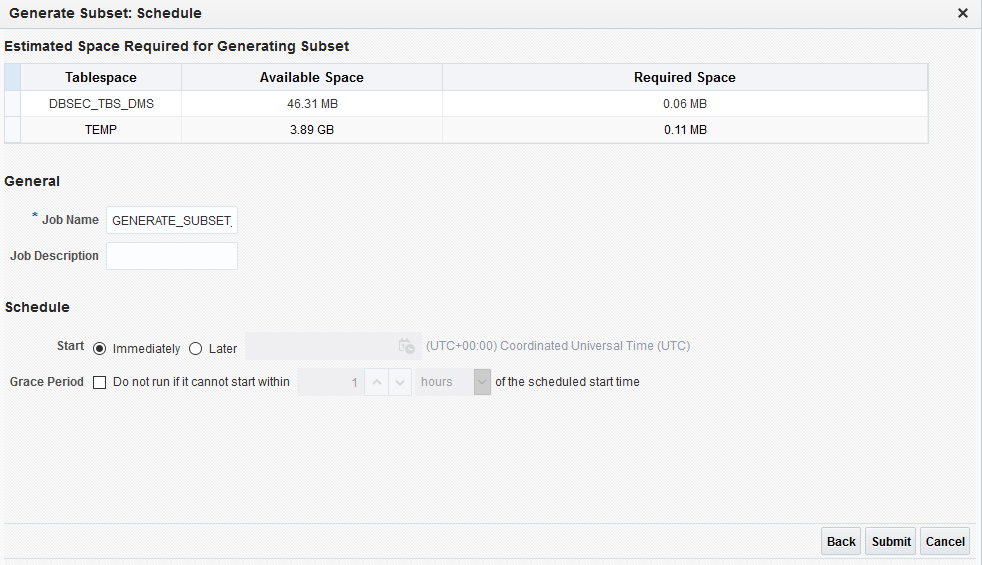 Generate Subset: Schedule
Estimated Space Required for Generating Subset
Tablespace Available Space Required Space
DBSEC_TBS_DMS 46.31 MB 0.06 MB
TEMP 3.89 GB 0.11 MB
General
* Job Name GENERATE_SUBSET_
Job Description
Schedule
Start Immediately Later (UTC+00:00) Coordinated Universal Time (UTC)
Grace Period Do not run if it cannot start within 1 hours of the scheduled start time
Back Submit Cancel